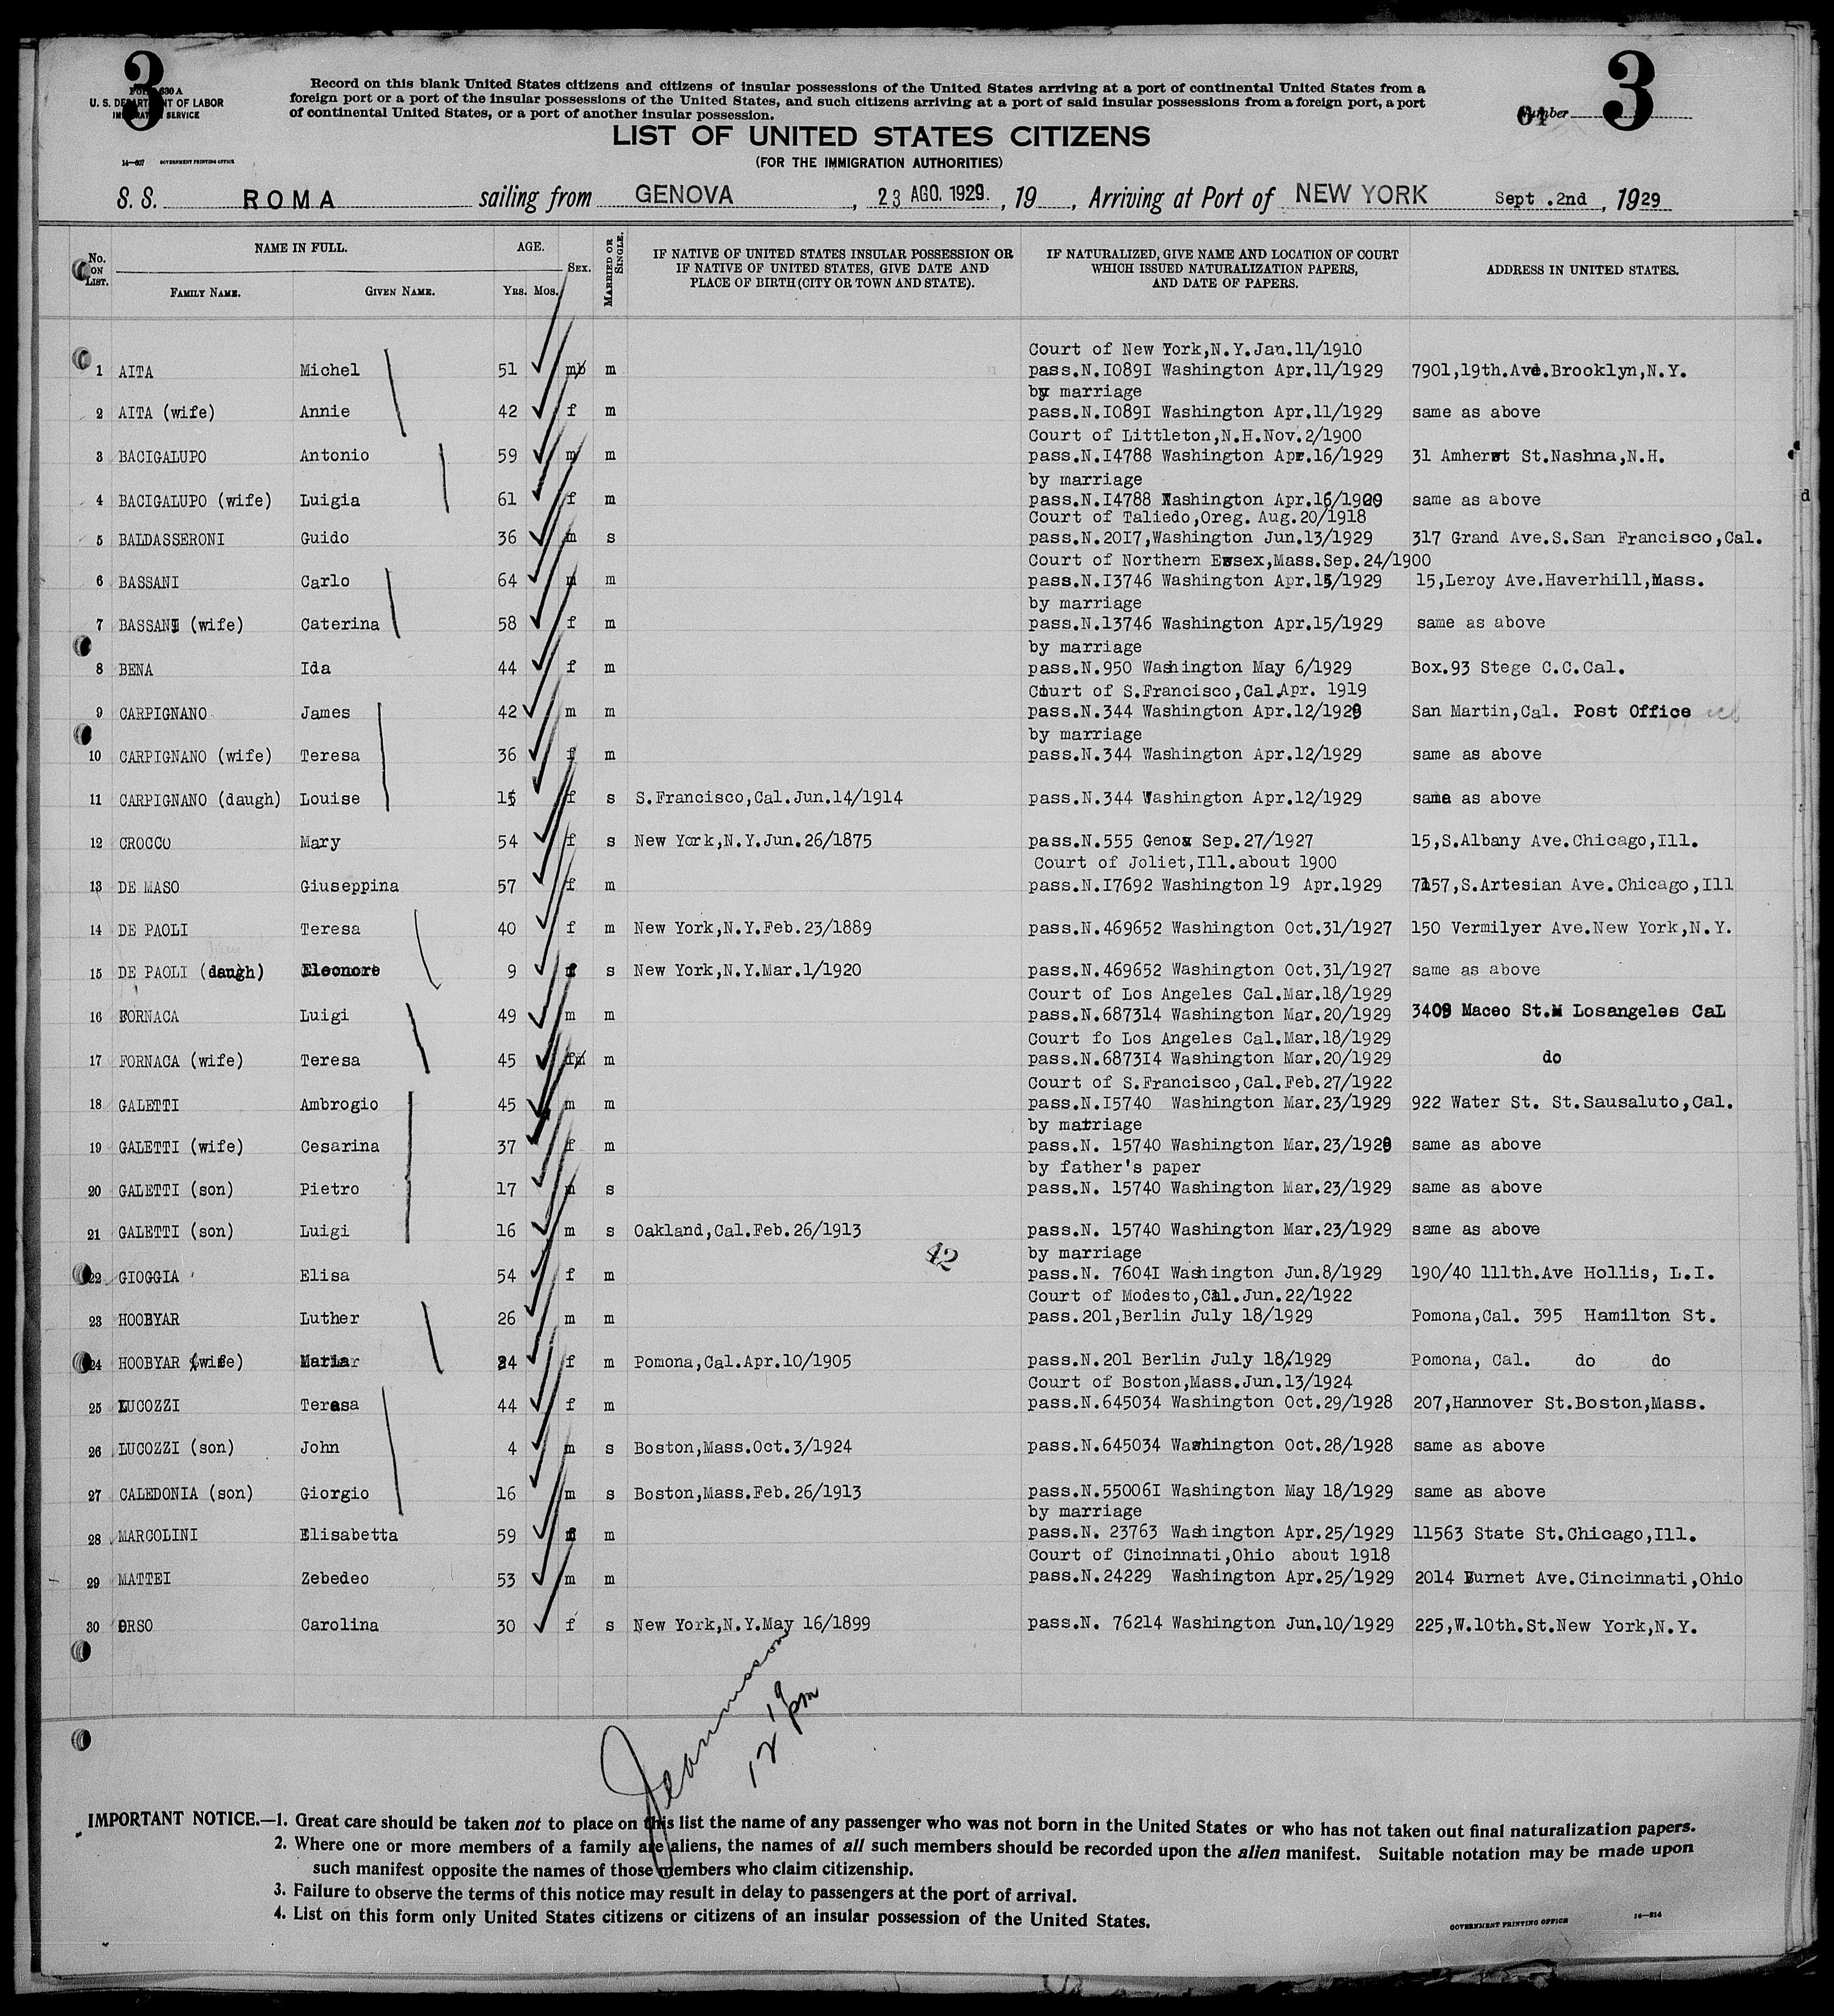 3
FORM 630 A
U. S. DEPARTMENT OF LABOR
IMMIGRATION SERVICE
14—607 GOVERNMENT PRINTING OFFICE
Record on this blank United States citizens and citizens of insular possessions of the United States arriving at a port of continental United States from a
foreign port or a port of the insular possessions of the United States, and such citizens arriving at a port of said insular possessions from a foreign port, a port
of continental United States, or a port of another insular possession.
Number 3
LIST OF UNITED STATES CITIZENS
(FOR THE IMMIGRATION AUTHORITIES)
S. S. ROMA sailing from GENOVA, 23 AGO. 1929., 19 , Arriving at Port of NEW YORK Sept .2nd, 1929
No. ON LIST. NAME IN FULL. FAMILY NAME. GIVEN NAME. AGE. YRS. MOS. SEX. MARRIED OR SINGLE. IF NATIVE OF UNITED STATES INSULAR POSSESSION OR IF NATIVE OF UNITED STATES, GIVE DATE AND PLACE OF BIRTH (CITY OR TOWN AND STATE). IF NATURALIZED, GIVE NAME AND LOCATION OF COURT WHICH ISSUED NATURALIZATION PAPERS, AND DATE OF PAPERS. ADDRESS IN UNITED STATES.
Court of New York,N.Y.Jan.11/1910
1 AITA Michel 51 m m pass.N.I089I Washington Apr.11/1929 7901,19th.Ave.Brooklyn,N.Y.
by marriage
2 AITA (wife) Annie 42 f m pass.N.I089I Washington Apr.11/1929 same as above
Court of Littleton,N.H.Nov.2/1900
3 BACIGALUPO Antonio 59 m m pass.N.I4788 Washington Apr.16/1929 31 Amherst St.Nashna,N.H.
by marriage
4 BACIGALUPO (wife) Luigia 61 f m pass.N.I4788 Washington Apr.16/1929 same as above
Court of Taliedo,Oreg. Aug.20/1918
5 BALDASSERONI Guido 36 m s pass.N.20I7,Washington Jun.13/1929 317 Grand Ave.S.San Francisco,Cal.
Court of Northern Essex,Mass.Sep.24/1900
6 BASSANI Carlo 64 m m pass.N.I3746 Washington Apr.15/1929 15,Leroy Ave.Haverhill,Mass.
by marriage
7 BASSANI (wife) Caterina 58 f m pass.N.13746 Washington Apr.15/1929 same as above
by marriage
8 BENA Ida 44 f m pass.N.950 Washington May 6/1929 Box.93 Stege C.C.Cal.
Court of S.Francisco,Cal.Apr. 1919
9 CARPIGNANO James 42 m m pass.N.344 Washington Apr.12/1929 San Martin,Cal. Post Office
by marriage
10 CARPIGNANO (wife) Teresa 36 f m pass.N.344 Washington Apr.12/1929 same as above
11 CARPIGNANO (daugh) Louise 15 f s S.Francisco,Cal.Jun.14/1914 pass.N.344 Washington Apr.12/1929 same as above
12 CROCCO Mary 54 f s New York,N.Y.Jun.26/1875 pass.N.555 Genoa Sep.27/1927 15,S.Albany Ave.Chicago,Ill.
Court of Joliet,Ill.about 1900
13 DE MASO Giuseppina 57 f m pass.N.I7692 Washington 19 Apr.1929 7157,S.Artesian Ave.Chicago,Ill
14 DE PAOLI Teresa 40 f m New York,N.Y.Feb.23/1889 pass.N.469652 Washington Oct.31/1927 150 Vermilyer Ave.New York,N.Y.
15 DE PAOLI (daugh) Eleonore 9 f s New York,N.Y.Mar.1/1920 pass.N.469652 Washington Oct.31/1927 same as above
Court of Los Angeles Cal.Mar.18/1929
16 FORNACA Luigi 49 m m pass.N.687314 Washington Mar.20/1929 3409 Maceo St. Losangeles CaL
Court fo Los Angeles Cal.Mar.18/1929
17 FORNACA (wife) Teresa 45 f m pass.N.6873I4 Washington Mar.20/1929 do
Court of S.Francisco,Cal.Feb.27/1922
18 GALETTI Ambrogio 45 m m pass.N.I5740 Washington Mar.23/1929 922 Water St. St.Sausaluto,Cal.
by marriage
19 GALETTI (wife) Cesarina 37 f m pass.N. 15740 Washington Mar.23/1929 same as above
by father's paper
20 GALETTI (son) Pietro 17 m s pass.N. 15740 Washington Mar.23/1929 same as above
21 GALETTI (son) Luigi 16 m s Oakland,Cal.Feb.26/1913 pass.N. 15740 Washington Mar.23/1929 same as above
42
by marriage
22 GIOGGIA Elisa 54 f m pass.N. 7604I Washington Jun.8/1929 190/40 111th.Ave Hollis, L.I.
Court of Modesto,Cal.Jun.22/1922
23 HOOBYAR Luther 26 m m pass.201,Berlin July 18/1929 Pomona,Cal. 395 Hamilton St.
24 HOOBYAR (wife) 24 f m Pomona,Cal.Apr.10/1905 pass.N.201 Berlin July 18/1929 Pomona, Cal. do do
Court of Boston,Mass.Jun.13/1924
25 LUCOZZI Teresa 44 f m pass.N.645034 Washington Oct.29/1928 207,Hannover St.Boston,Mass.
26 LUCOZZI (son) John 4 m s Boston,Mass.Oct.3/1924 pass.N.645034 Washington Oct.28/1928 same as above
27 CALEDONIA (son) Giorgio 16 m s Boston,Mass.Feb.26/1913 pass.N.55006I Washington May 18/1929 same as above
by marriage
28 MARCOLINI Elisabetta 59 f m pass.N. 23763 Washington Apr.25/1929 11563 State St.Chicago,Ill.
Court of Cincinnati,Ohio about 1918
29 MATTEI Zebedeo 53 m m pass.N.24229 Washington Apr.25/1929 2014 Burnet Ave.Cincinnati,Ohio
30 ORSO Carolina 30 f s New York,N.Y.May 16/1899 pass.N. 76214 Washington Jun.10/1929 225,W.10th.St.New York,N.Y.
IMPORTANT NOTICE.—1. Great care should be taken not to place on this list the name of any passenger who was not born in the United States or who has not taken out final naturalization papers.
2. Where one or more members of a family are aliens, the names of all such members should be recorded upon the alien manifest. Suitable notation may be made upon
such manifest opposite the names of those members who claim citizenship.
3. Failure to observe the terms of this notice may result in delay to passengers at the port of arrival.
4. List on this form only United States citizens or citizens of an insular possession of the United States.
GOVERNMENT PRINTING OFFICE 14—814